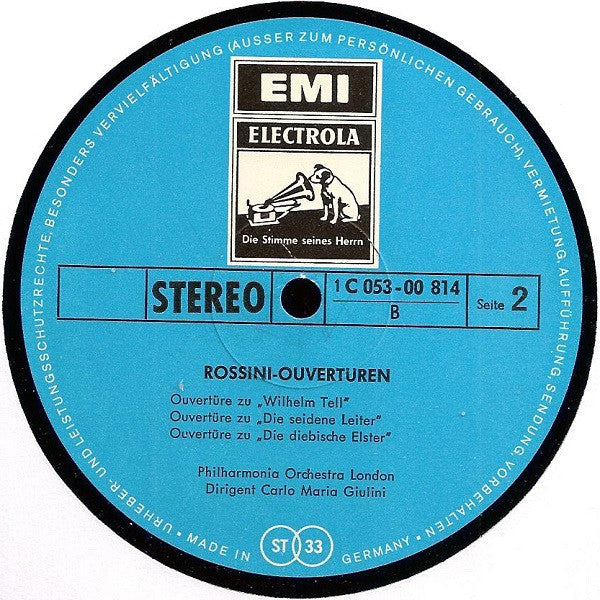 URHEBER- UND LEISTUNGSSCHUTZRECHTE, BESONDERS VERVIELFÄLTIGUNG (AUSSER ZUM PERSÖNLICHEN GEBRAUCH), VERMIETUNG, AUFFÜHRUNG, SENDUNG, VORBEHALTEN
EMI
ELECTROLA
Die Stimme seines Herrn
STEREO
1 C 053-00 814
B
Seite 2
ROSSINI-OUVERTUREN
Ouvertüre zu „Wilhelm Tell"
Ouvertüre zu „Die seidene Leiter"
Ouvertüre zu „Die diebische Elster"
Philharmonia Orchestra London
Dirigent Carlo Maria Giulini
• MADE IN ST 33 GERMANY •